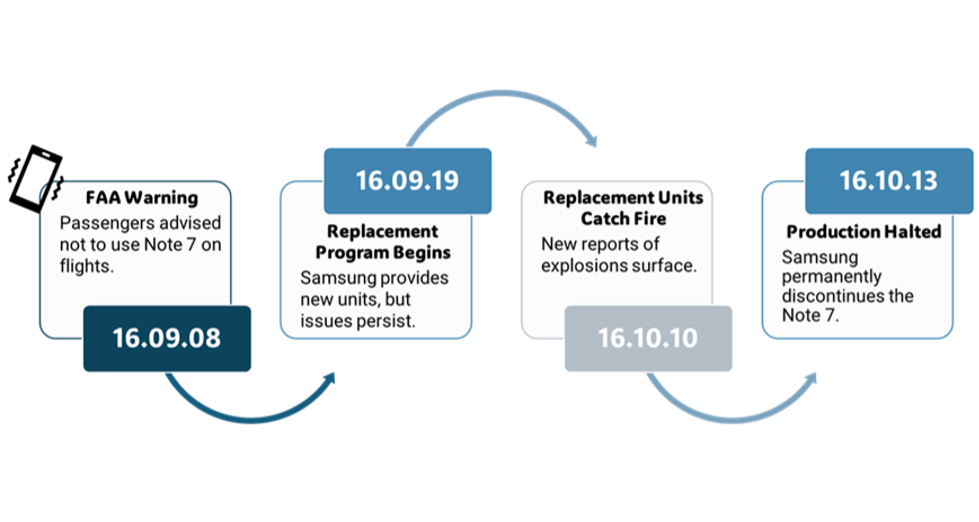 FAA Warning
Passengers advised
not to use Note 7 on
flights.
16.09.08
16.09.19
Replacement
Program Begins
Samsung provides
new units, but
issues persist.
Replacement Units
Catch Fire
New reports of
explosions surface.
16.10.10
16.10.13
Production Halted
Samsung
permanently
discontinues the
Note 7.